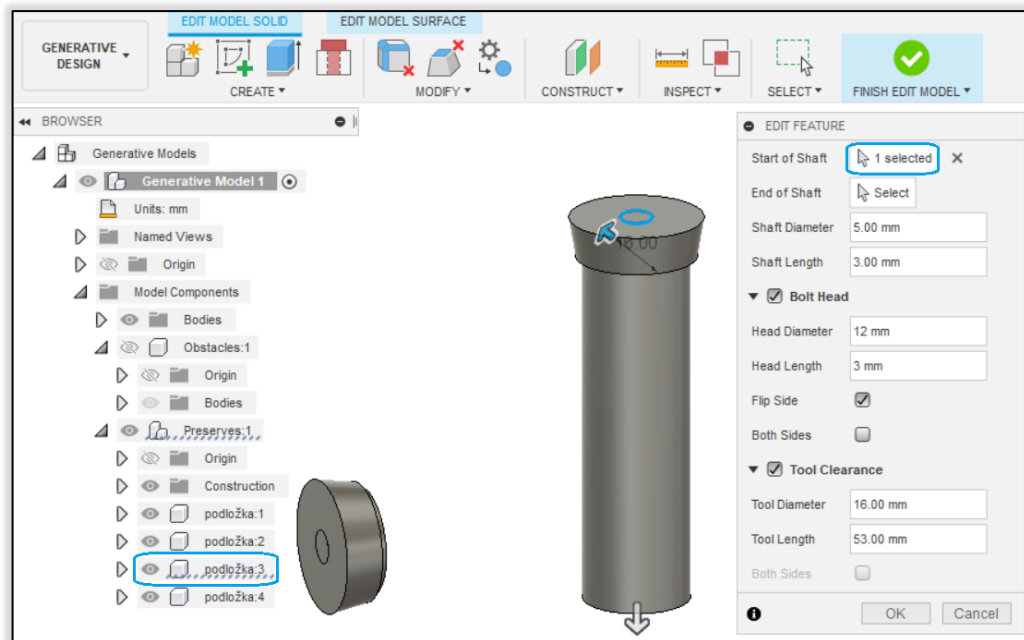 EDIT MODEL SOLID
EDIT MODEL SURFACE
GENERATIVE
DESIGN
CREATE
MODIFY
CONSTRUCT
INSPECT
SELECT
FINISH EDIT MODEL
BROWSER
Generative Models
Generative Model 1
Units: mm
Named Views
Origin
Model Components
Bodies
Obstacles:1
Origin
Bodies
Preserves:1
Origin
Construction
podložka:1
podložka:2
podložka:3
podložka:4
16.00
EDIT FEATURE
Start of Shaft 1 selected
End of Shaft Select
Shaft Diameter 5.00 mm
Shaft Length 3.00 mm
Bolt Head
Head Diameter 12 mm
Head Length 3 mm
Flip Side
Both Sides
Tool Clearance
Tool Diameter 16.00 mm
Tool Length 53.00 mm
Both Sides
OK Cancel